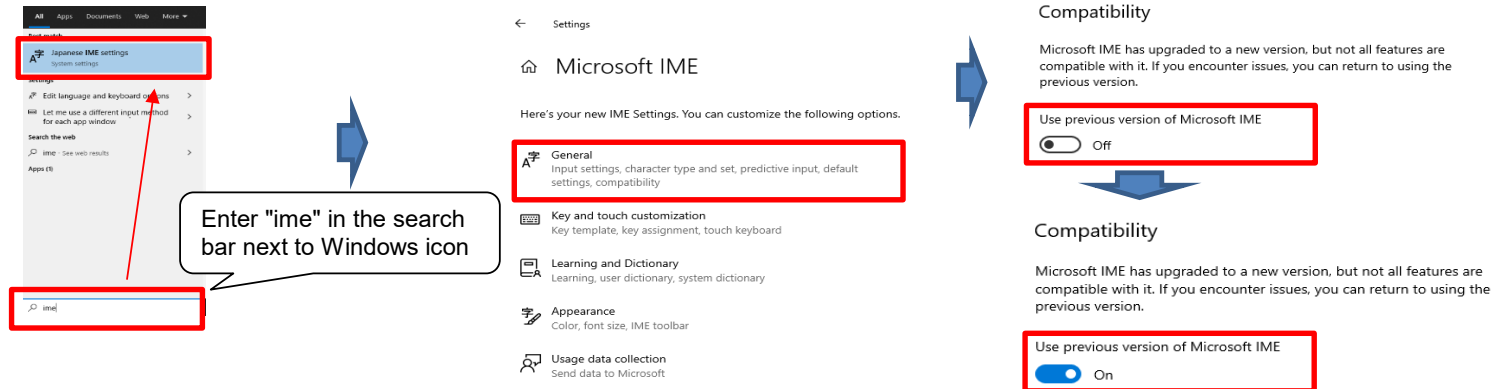 All Apps Documents Web More
Best match
Japanese IME settings
System settings
Settings
Edit language and keyboard options
Let me use a different input method
for each app window
Search the web
ime - See web results
Apps (1)
ime
Enter "ime" in the search
bar next to Windows icon
Settings
Microsoft IME
Here's your new IME Settings. You can customize the following options.
General
Input settings, character type and set, predictive input, default
settings, compatibility
Key and touch customization
Key template, key assignment, touch keyboard
Learning and Dictionary
Learning, user dictionary, system dictionary
Appearance
Color, font size, IME toolbar
Usage data collection
Send data to Microsoft
Compatibility
Microsoft IME has upgraded to a new version, but not all features are
compatible with it. If you encounter issues, you can return to using the
previous version.
Use previous version of Microsoft IME
Off
Compatibility
Microsoft IME has upgraded to a new version, but not all features are
compatible with it. If you encounter issues, you can return to using the
previous version.
Use previous version of Microsoft IME
On